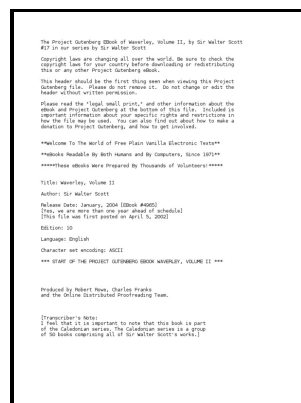 The Project Gutenberg EBook of Waverley, Volume II, by Sir Walter Scott
#17 in our series by Sir Walter Scott
Copyright laws are changing all over the world. Be sure to check the
copyright laws for your country before downloading or redistributing
this or any other Project Gutenberg eBook.
This header should be the first thing seen when viewing this Project
Gutenberg file.  Please do not remove it.  Do not change or edit the
header without written permission.
Please read the "legal small print," and other information about the
eBook and Project Gutenberg at the bottom of this file.  Included is
important information about your specific rights and restrictions in
how the file may be used.  You can also find out about how to make a
donation to Project Gutenberg, and how to get involved.
**Welcome To The World of Free Plain Vanilla Electronic Texts**
**eBooks Readable By Both Humans and By Computers, Since 1971**
*****These eBooks Were Prepared By Thousands of Volunteers!*****
Title: Waverley, Volume II
Author: Sir Walter Scott
Release Date: January, 2004 [EBook #4965]
[Yes, we are more than one year ahead of schedule]
[This file was first posted on April 5, 2002]
Edition: 10
Language: English
Character set encoding: ASCII
*** START OF THE PROJECT GUTENBERG EBOOK WAVERLEY, VOLUME II ***
Produced by Robert Rowe, Charles Franks
and the Online Distributed Proofreading Team.
[Transcriber's Note:
I feel that it is important to note that this book is part
of the Caledonian series, The Caledonian series is a group
of 50 books comprising all of Sir Walter Scott's works.]